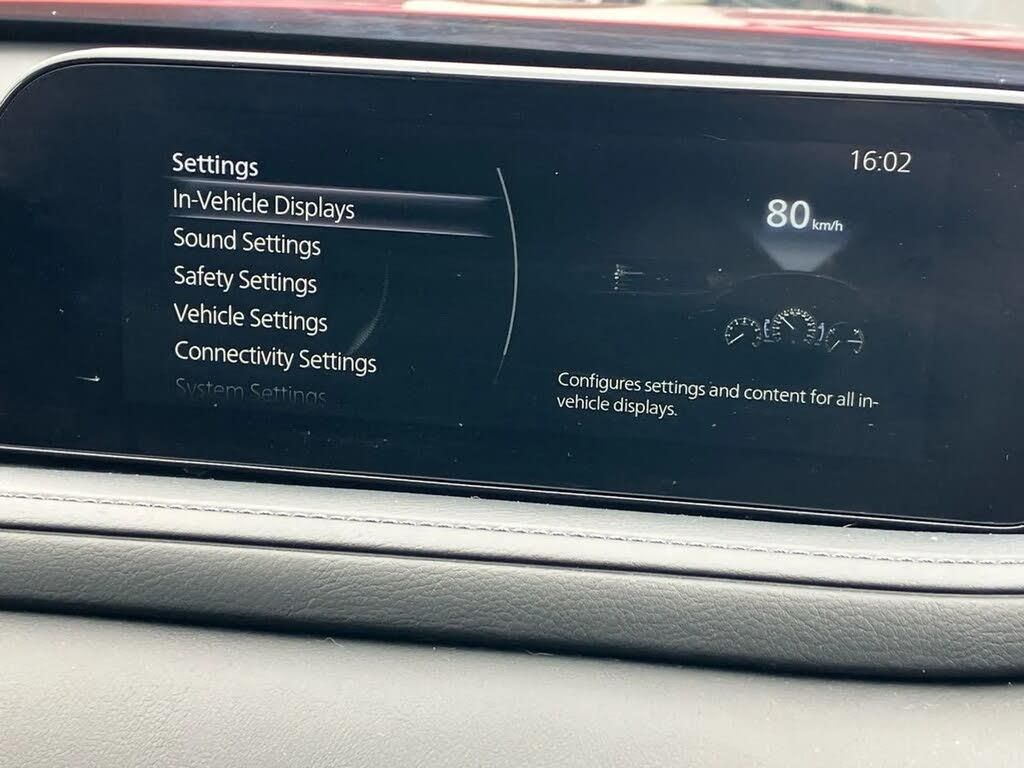 Settings
16:02
In-Vehicle Displays
80 km/h
Sound Settings
Safety Settings
Vehicle Settings
Connectivity Settings
System Settings
Configures settings and content for all in-
vehicle displays.